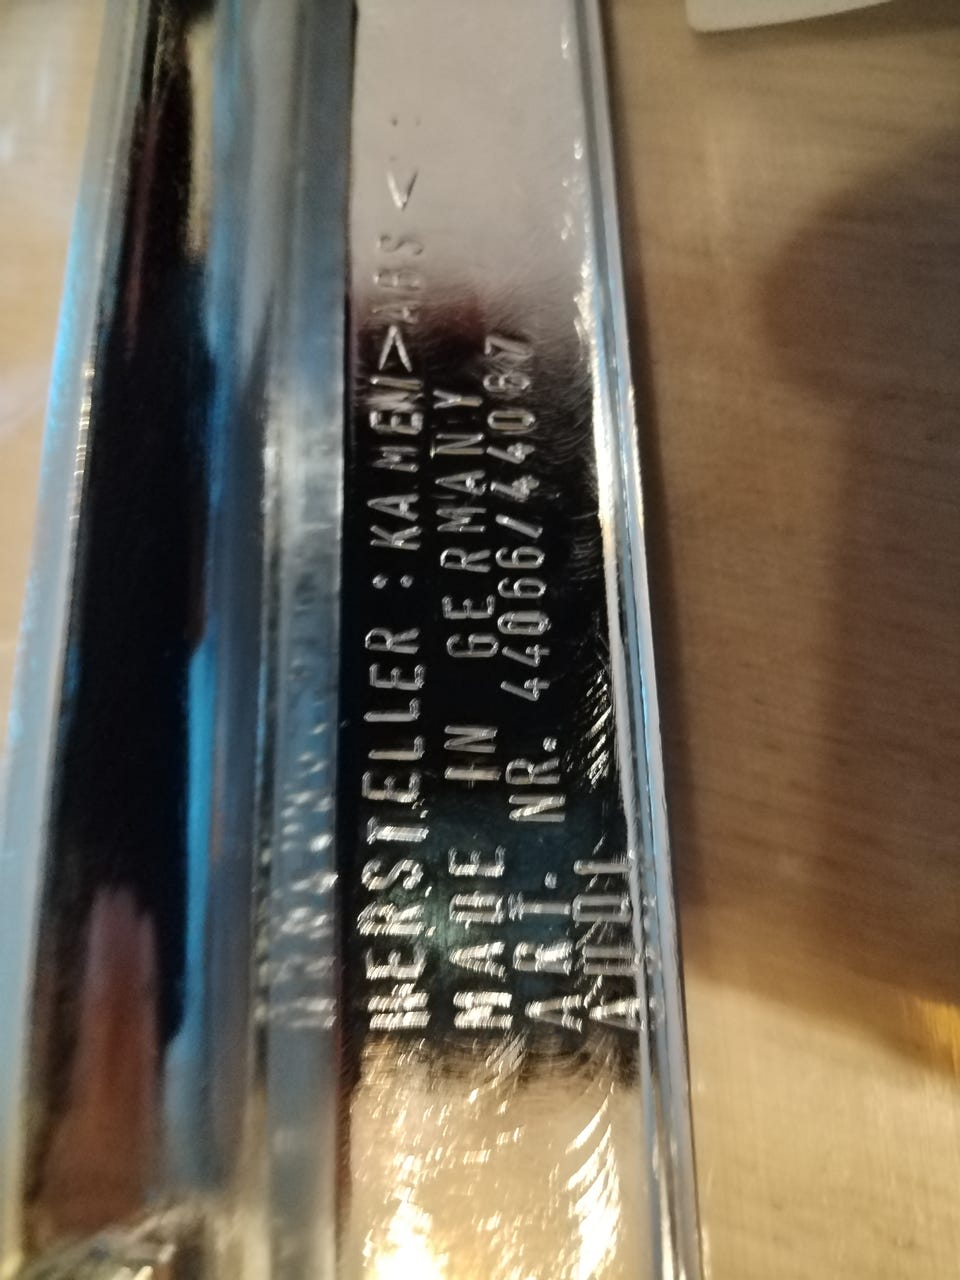 HERSTELLER : KAMEI >ABS <
MADE IN GERMANY
ART. NR. 44066/44067
AUDI